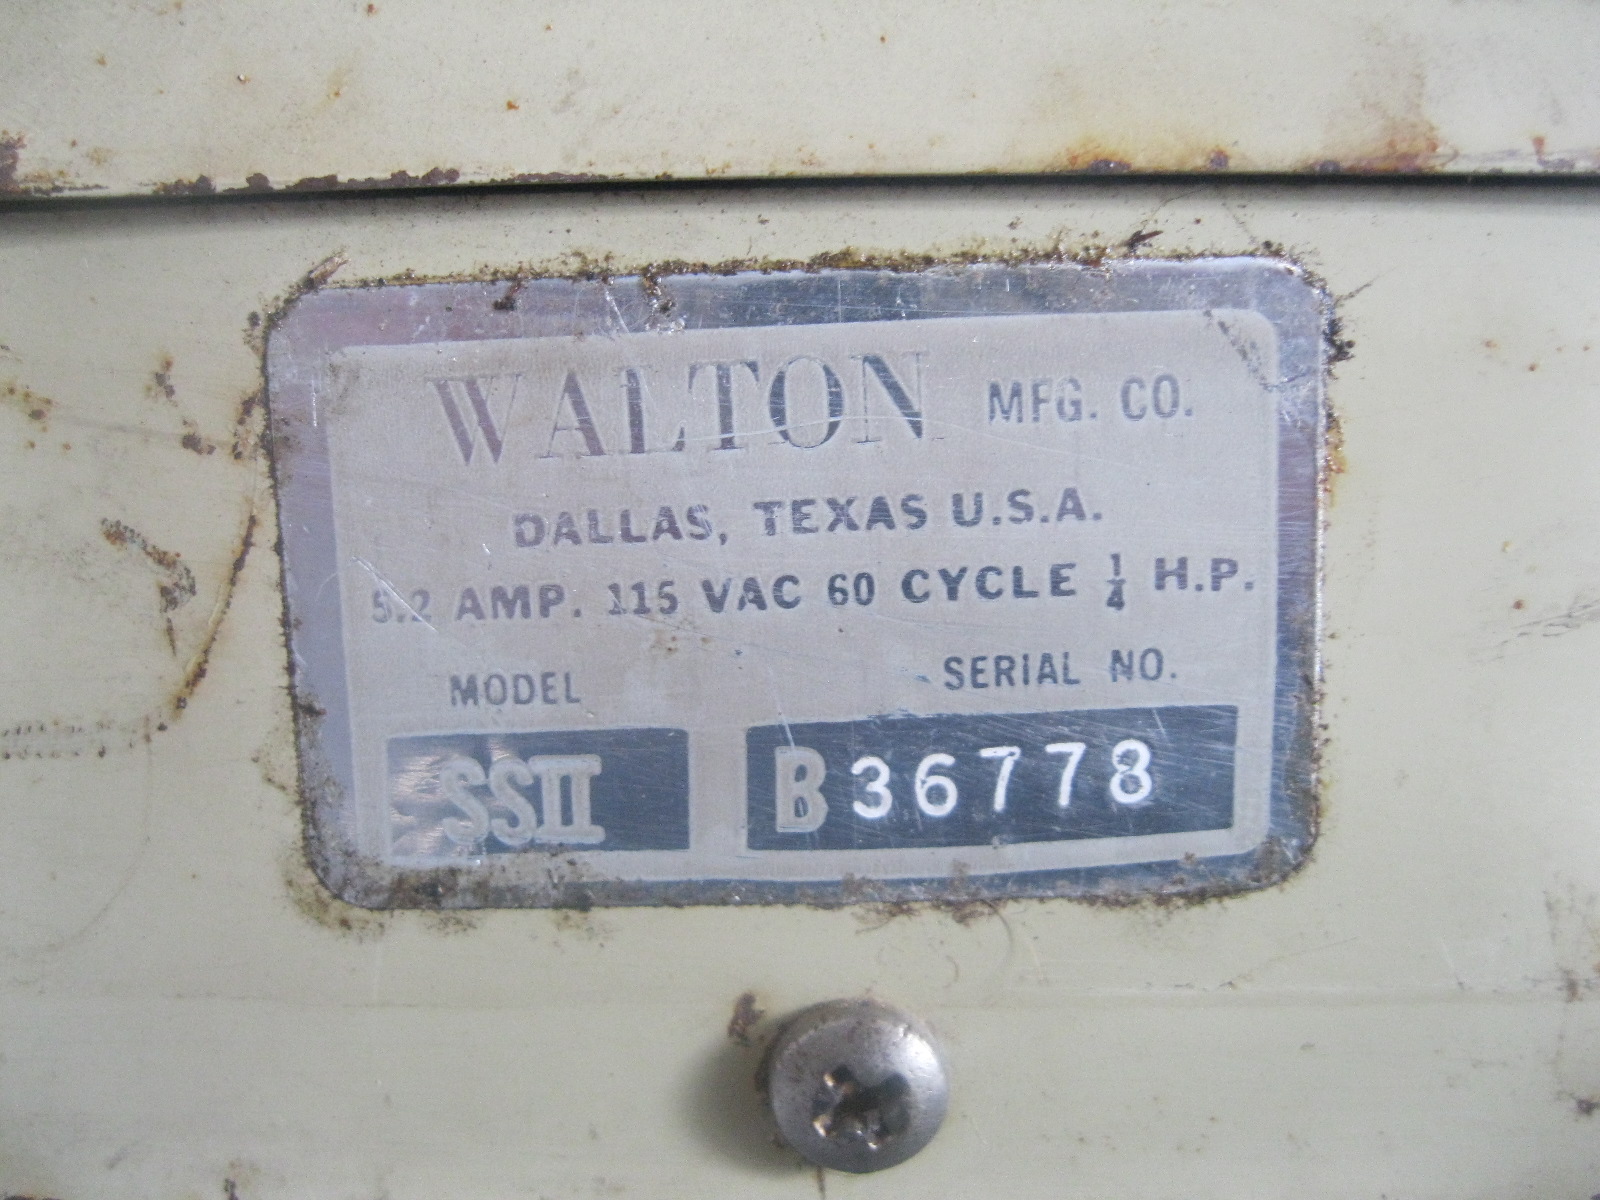 WALTON MFG. CO.
DALLAS, TEXAS U.S.A.
5.2 AMP. 115 VAC 60 CYCLE 1/4 H.P.
MODEL SERIAL NO.
SSII B36778